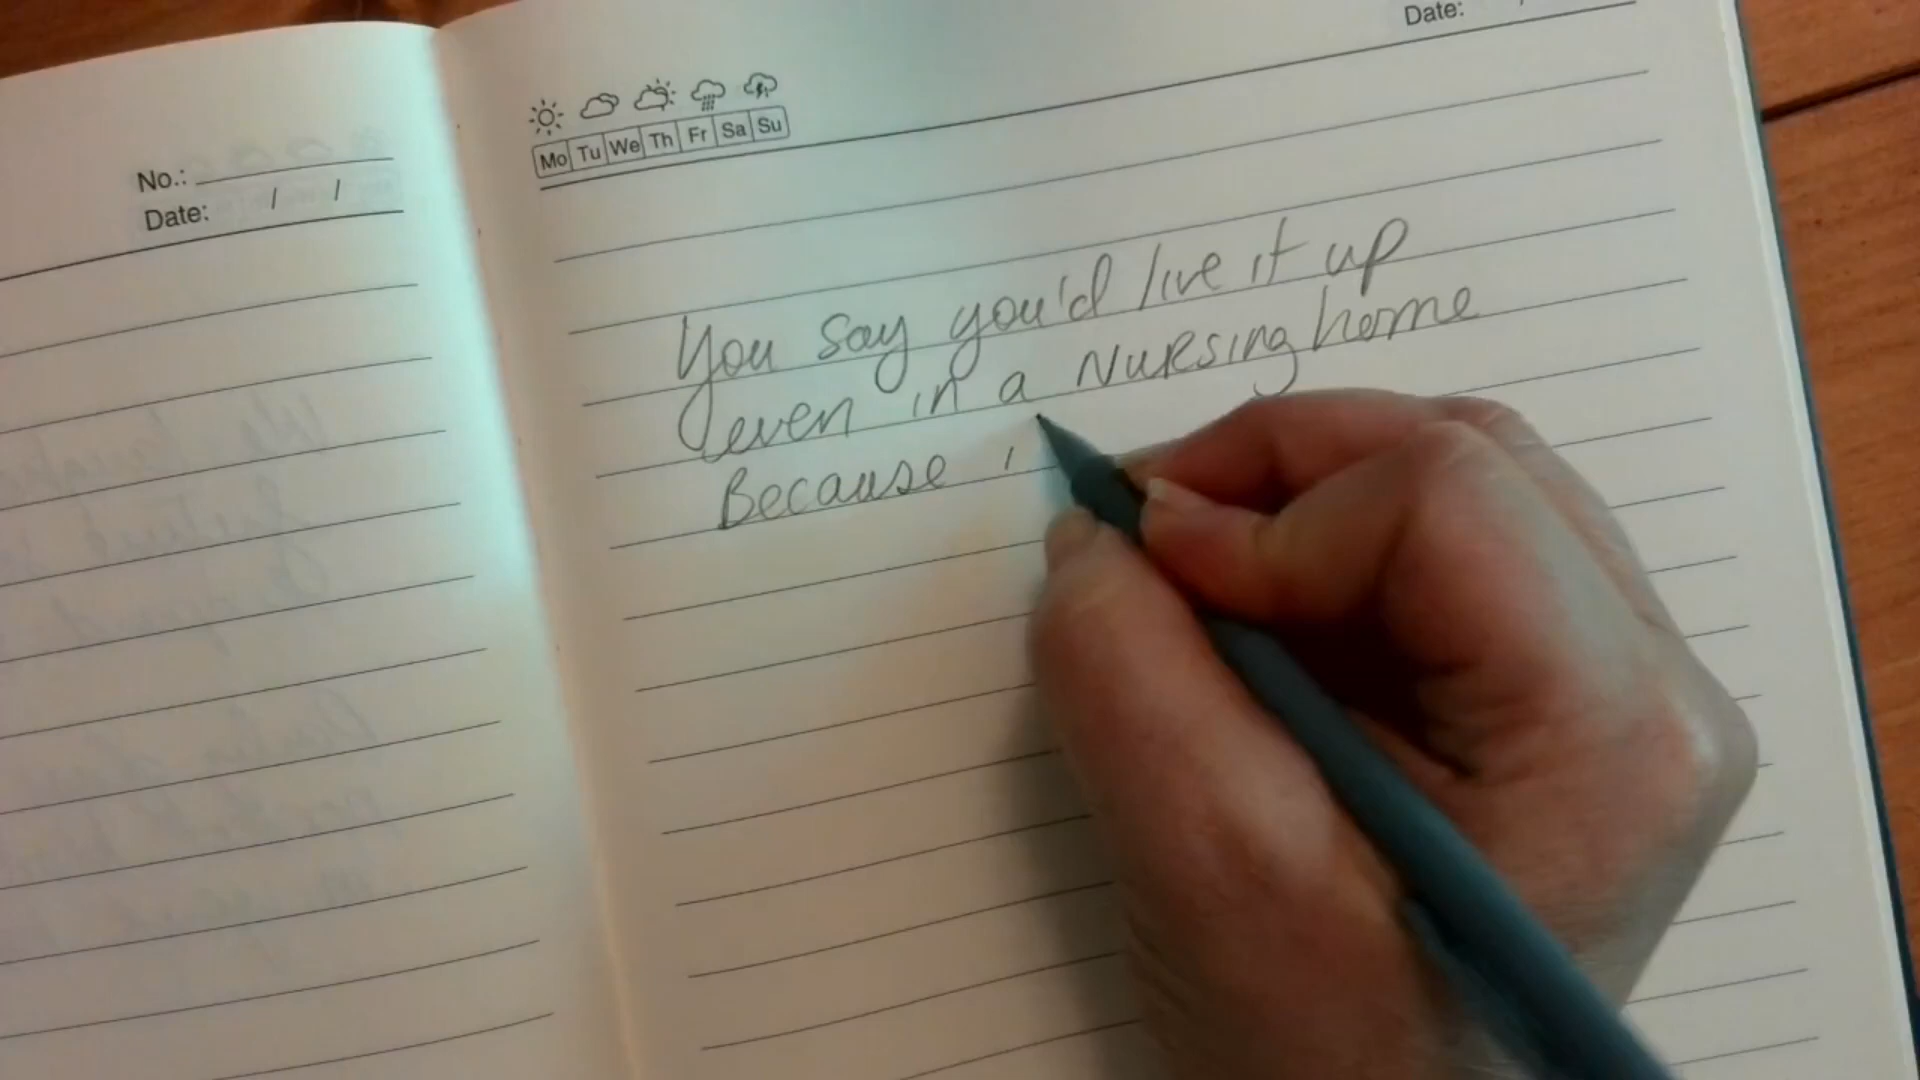 Date: /
Mo Tu We Th Fr Sa Su
No.:
Date: / /
You say you'd live it up
even in a Nursing home
Because i